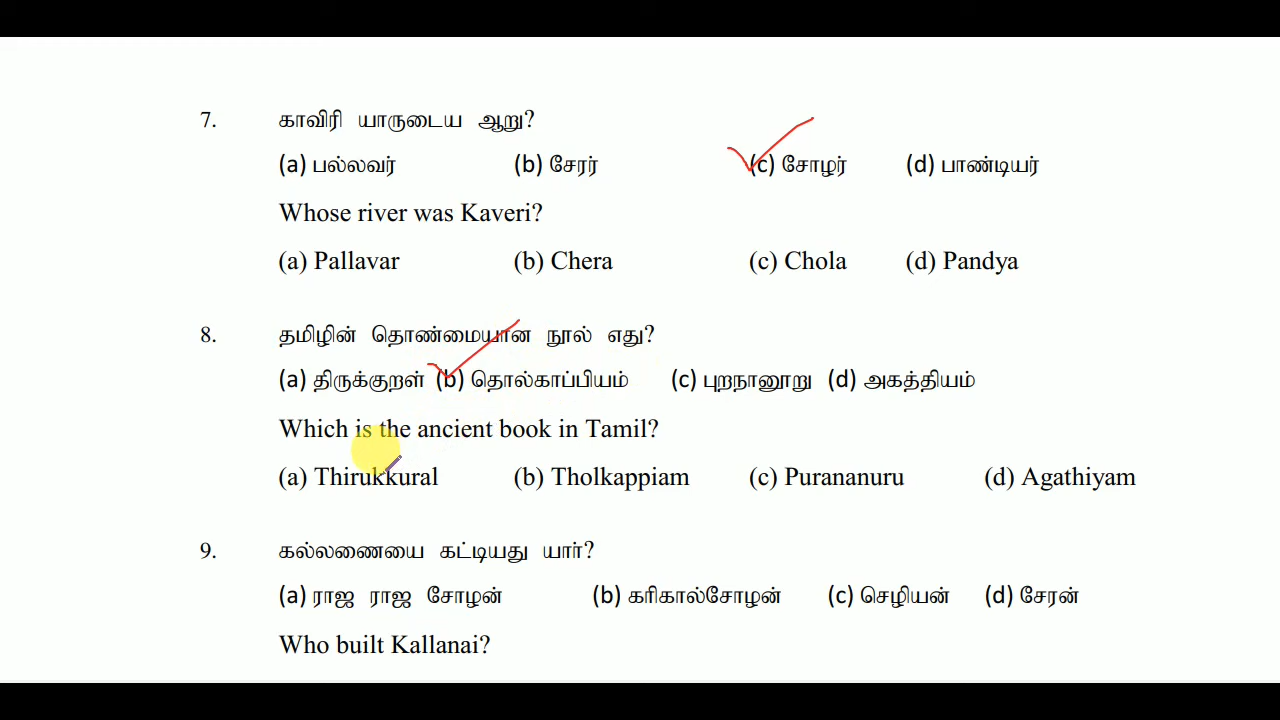 7. காவிரி யாருடைய ஆறு?
(a) பல்லவர் (b) சேரர் (c) சோழர் (d) பாண்டியர்
Whose river was Kaveri?
(a) Pallavar (b) Chera (c) Chola (d) Pandya
8. தமிழின் தொண்மையான நூல் எது?
(a) திருக்குறள் (b) தொல்காப்பியம் (c) புறநானூறு (d) அகத்தியம்
Which is the ancient book in Tamil?
(a) Thirukkural (b) Tholkappiam (c) Purananuru (d) Agathiyam
9. கல்லணையை கட்டியது யார்?
(a) ராஜ ராஜ சோழன் (b) கரிகால்சோழன் (c) செழியன் (d) சேரன்
Who built Kallanai?